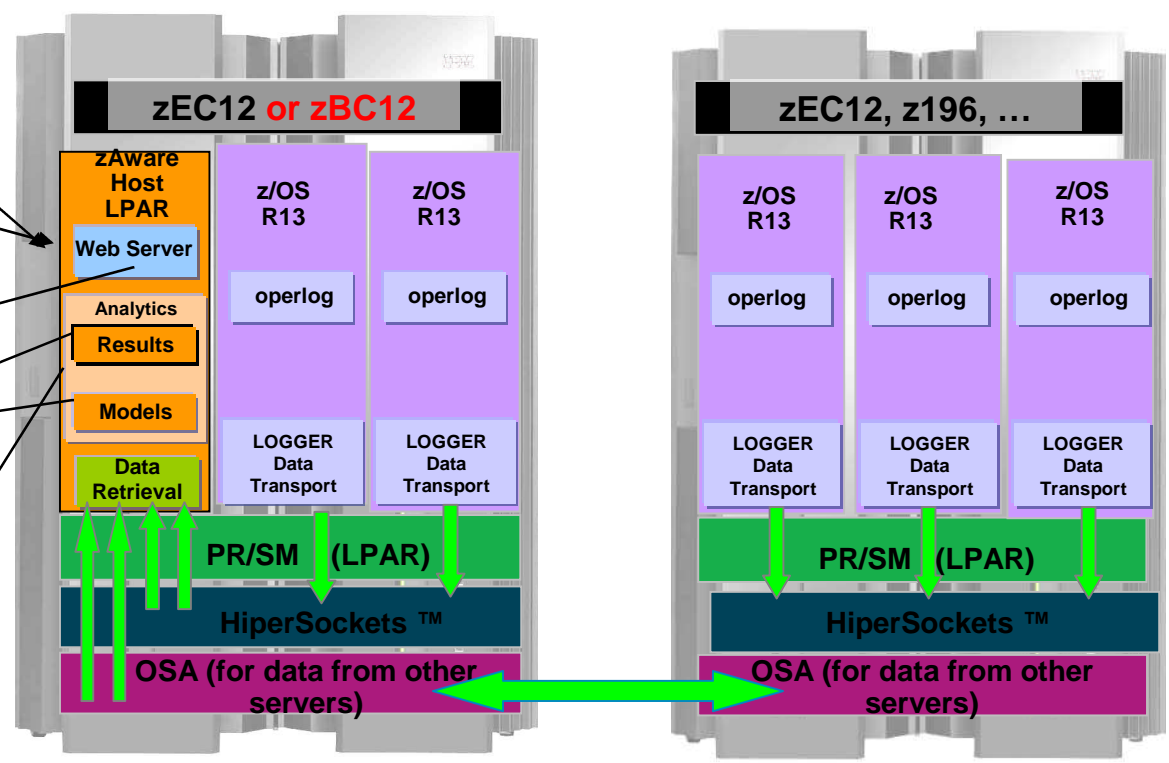 zEC12 or zBC12
zAware
Host
LPAR
Web Server
Analytics
Results
Models
Data
Retrieval
z/OS
R13
operlog
LOGGER
Data
Transport
z/OS
R13
operlog
LOGGER
Data
Transport
PR/SM (LPAR)
HiperSockets ™
OSA (for data from other
servers)
zEC12, z196, …
z/OS
R13
operlog
LOGGER
Data
Transport
z/OS
R13
operlog
LOGGER
Data
Transport
z/OS
R13
operlog
LOGGER
Data
Transport
PR/SM (LPAR)
HiperSockets ™
OSA (for data from other
servers)